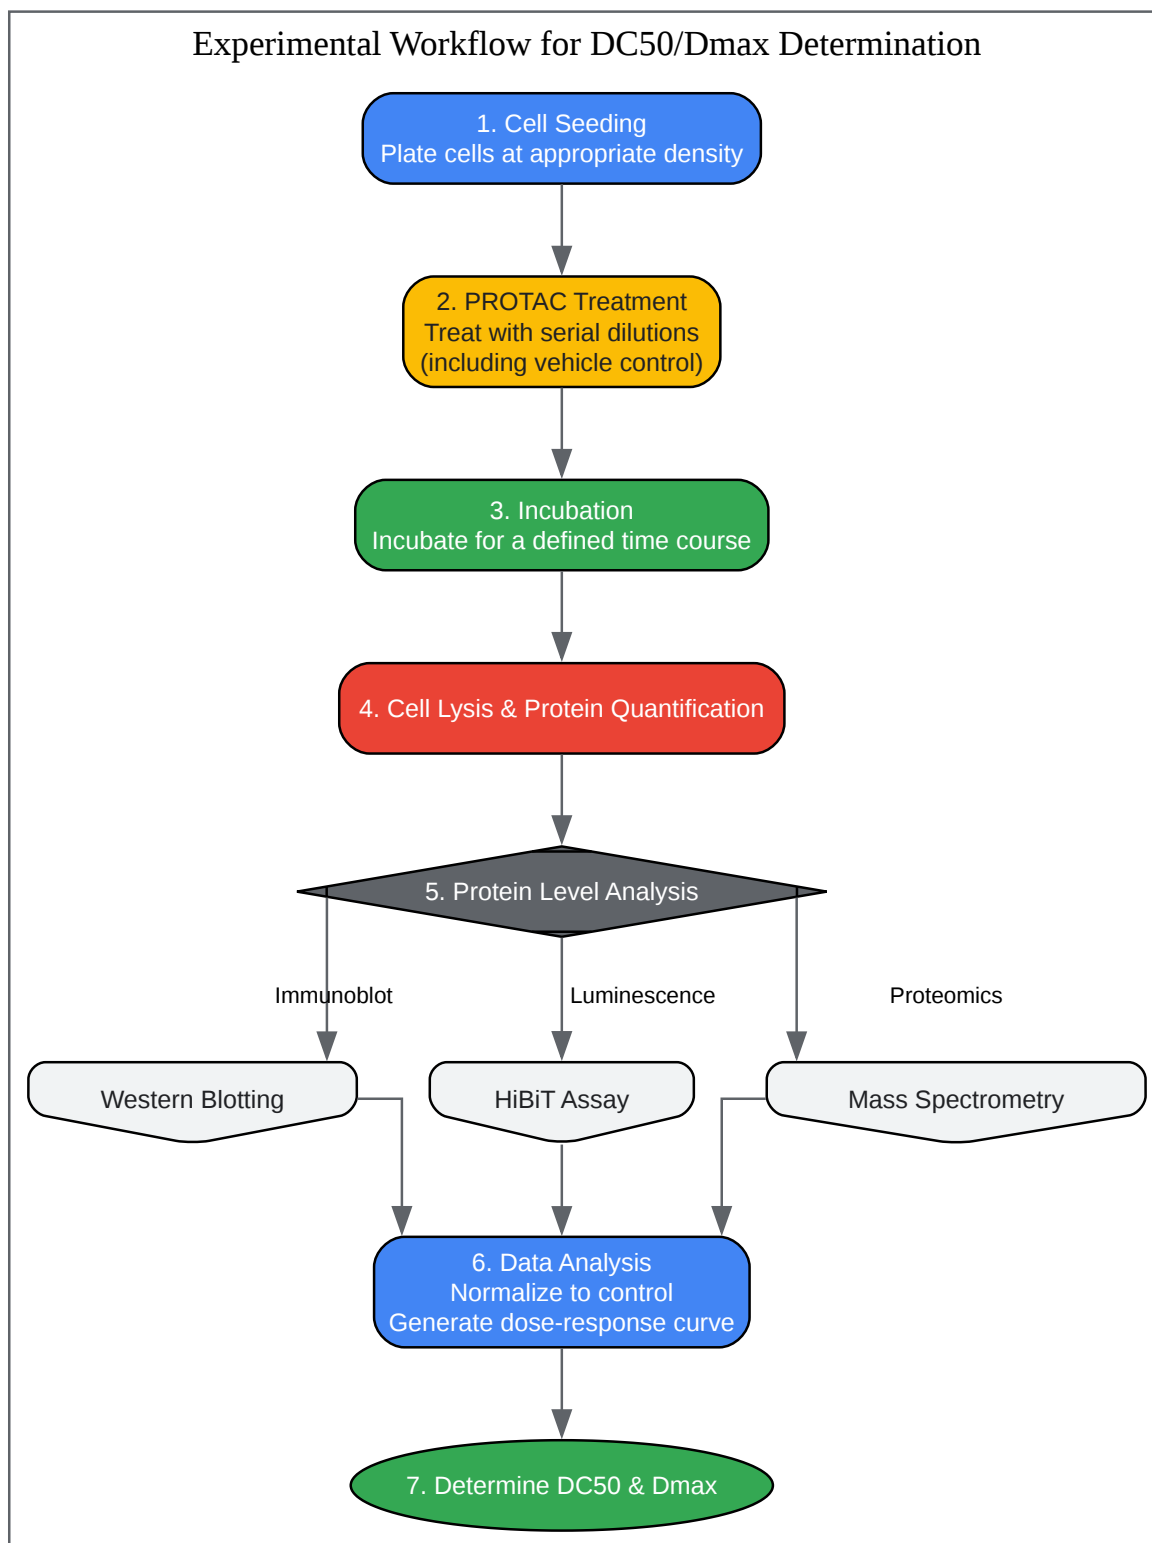 Experimental Workflow for DC50/Dmax Determination
1. Cell Seeding
Plate cells at appropriate density
2. PROTAC Treatment
Treat with serial dilutions
(including vehicle control)
3. Incubation
Incubate for a defined time course
4. Cell Lysis & Protein Quantification
5. Protein Level Analysis
Immunoblot
Luminescence
Proteomics
Western Blotting
HiBiT Assay
Mass Spectrometry
6. Data Analysis
Normalize to control
Generate dose-response curve
7. Determine DC50 & Dmax